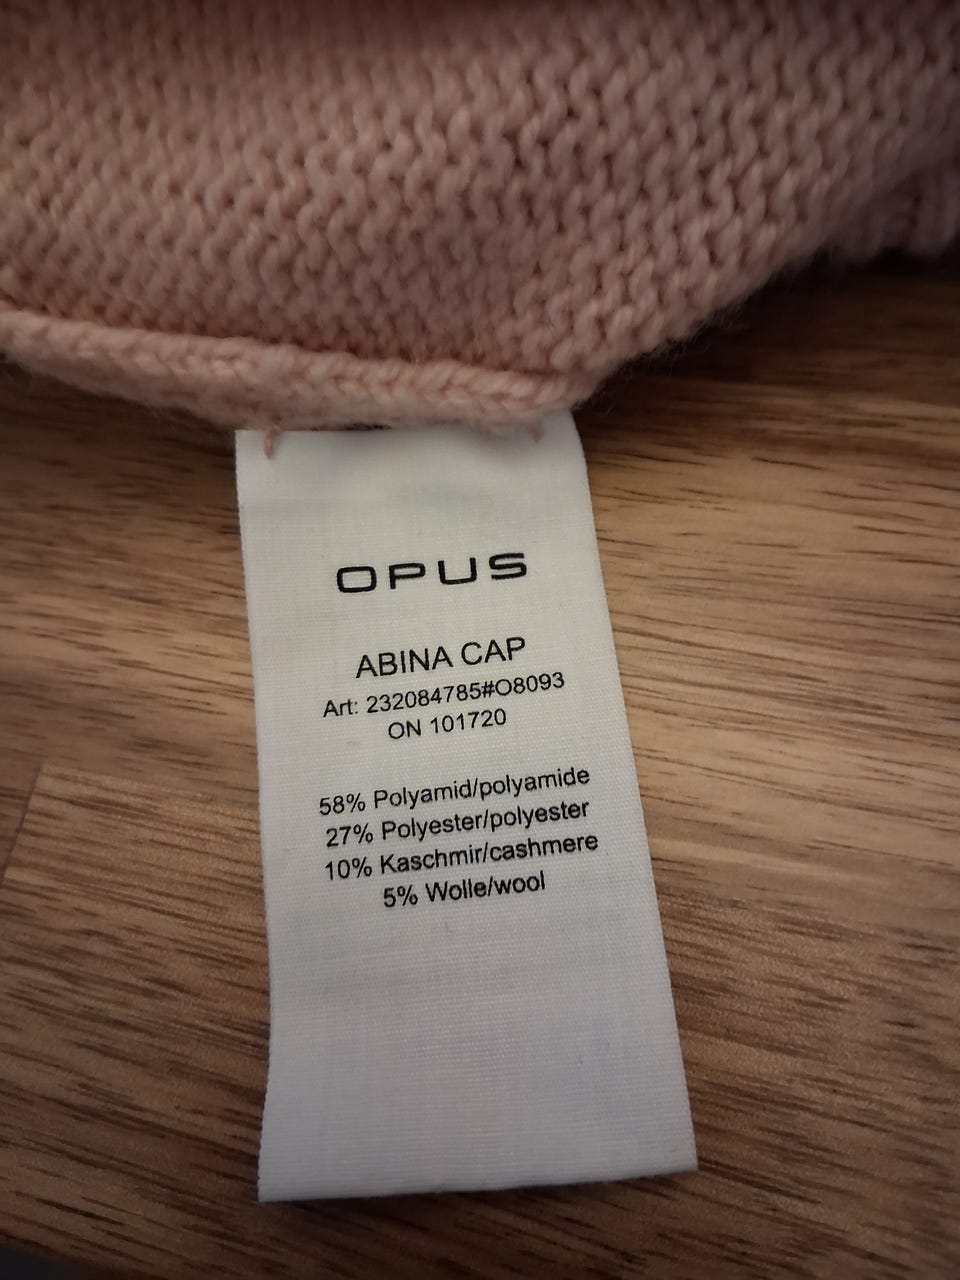 OPUS
ABINA CAP
Art: 232084785#O8093
ON 101720
58% Polyamid/polyamide
27% Polyester/polyester
10% Kaschmir/cashmere
5% Wolle/wool